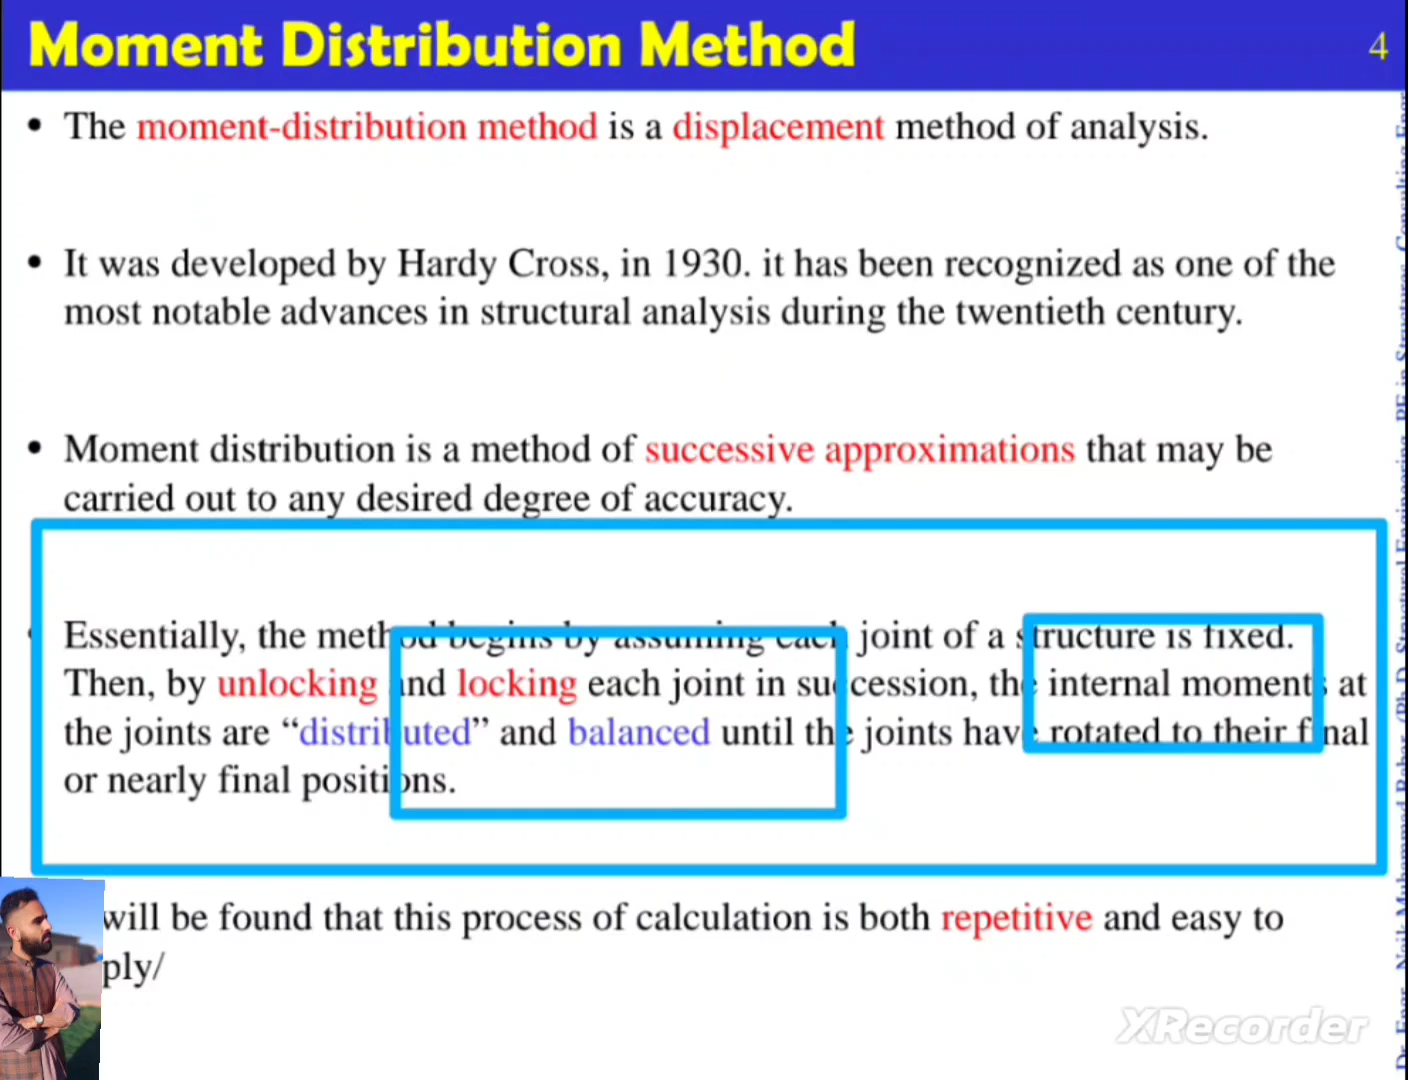 Moment Distribution Method
4
• The moment-distribution method is a displacement method of analysis.
• It was developed by Hardy Cross, in 1930. it has been recognized as one of the
most notable advances in structural analysis during the twentieth century.
• Moment distribution is a method of successive approximations that may be
carried out to any desired degree of accuracy.
Essentially, the method begins by assuming each joint of a structure is fixed.
Then, by unlocking and locking each joint in succession, the internal moments at
the joints are “distributed” and balanced until the joints have rotated to their final
or nearly final positions.
will be found that this process of calculation is both repetitive and easy to
ply/
XRecorder